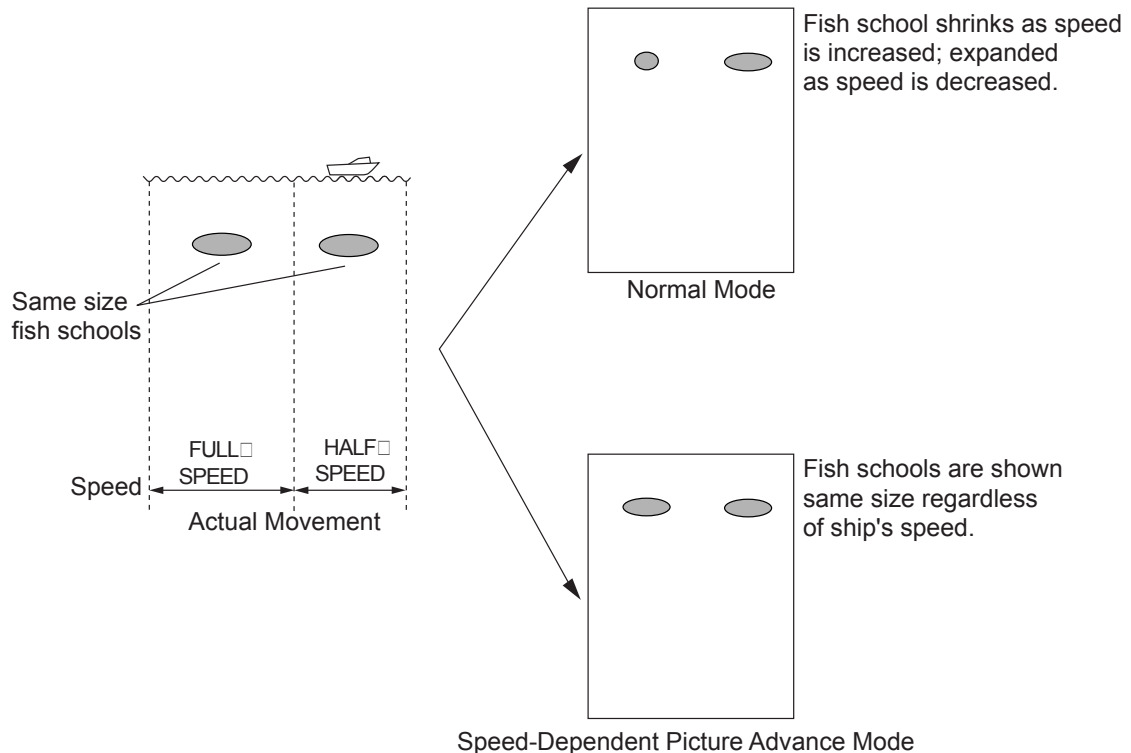 Fish school shrinks as speed
is increased; expanded
as speed is decreased.
Normal Mode
Same size
fish schools
FULL□
SPEED
HALF□
SPEED
Speed
Actual Movement
Fish schools are shown
same size regardless
of ship's speed.
Speed-Dependent Picture Advance Mode